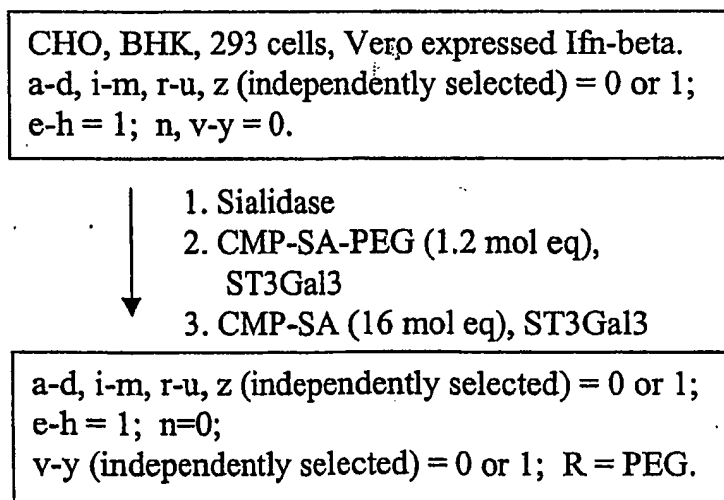 CHO, BHK, 293 cells, Vero expressed Ifn-beta.
a-d, i-m, r-u, z (independently selected) = 0 or 1;
e-h = 1; n, v-y = 0.
1. Sialidase
2. CMP-SA-PEG (1.2 mol eq),
ST3Gal3
3. CMP-SA (16 mol eq), ST3Gal3
a-d, i-m, r-u, z (independently selected) = 0 or 1;
e-h = 1; n=0;
v-y (independently selected) = 0 or 1; R = PEG.